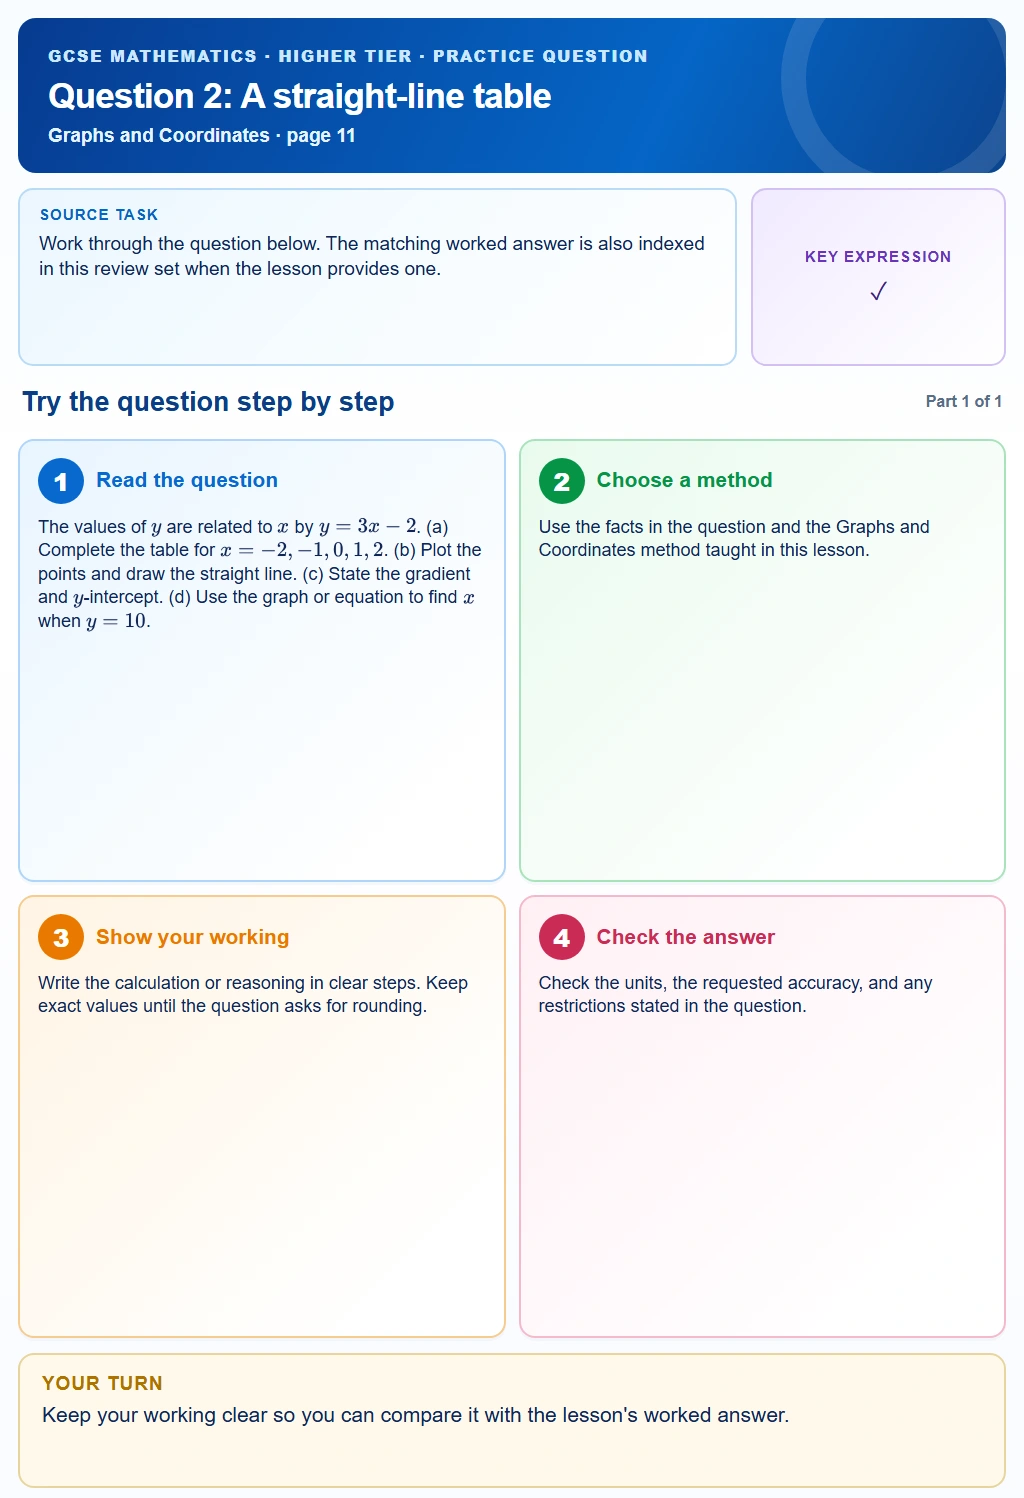 GCSE MATHEMATICS · HIGHER TIER · PRACTICE QUESTION
Question 2: A straight-line table
Graphs and Coordinates · page 11
SOURCE TASK
Work through the question below. The matching worked answer is also indexed
in this review set when the lesson provides one.
KEY EXPRESSION
✓
Try the question step by step
Part 1 of 1
1 Read the question
The values of y are related to x by y = 3x − 2. (a)
Complete the table for x = −2, −1, 0, 1, 2. (b) Plot the
points and draw the straight line. (c) State the gradient
and y-intercept. (d) Use the graph or equation to find x
when y = 10.
2 Choose a method
Use the facts in the question and the Graphs and
Coordinates method taught in this lesson.
3 Show your working
Write the calculation or reasoning in clear steps. Keep
exact values until the question asks for rounding.
4 Check the answer
Check the units, the requested accuracy, and any
restrictions stated in the question.
YOUR TURN
Keep your working clear so you can compare it with the lesson's worked answer.